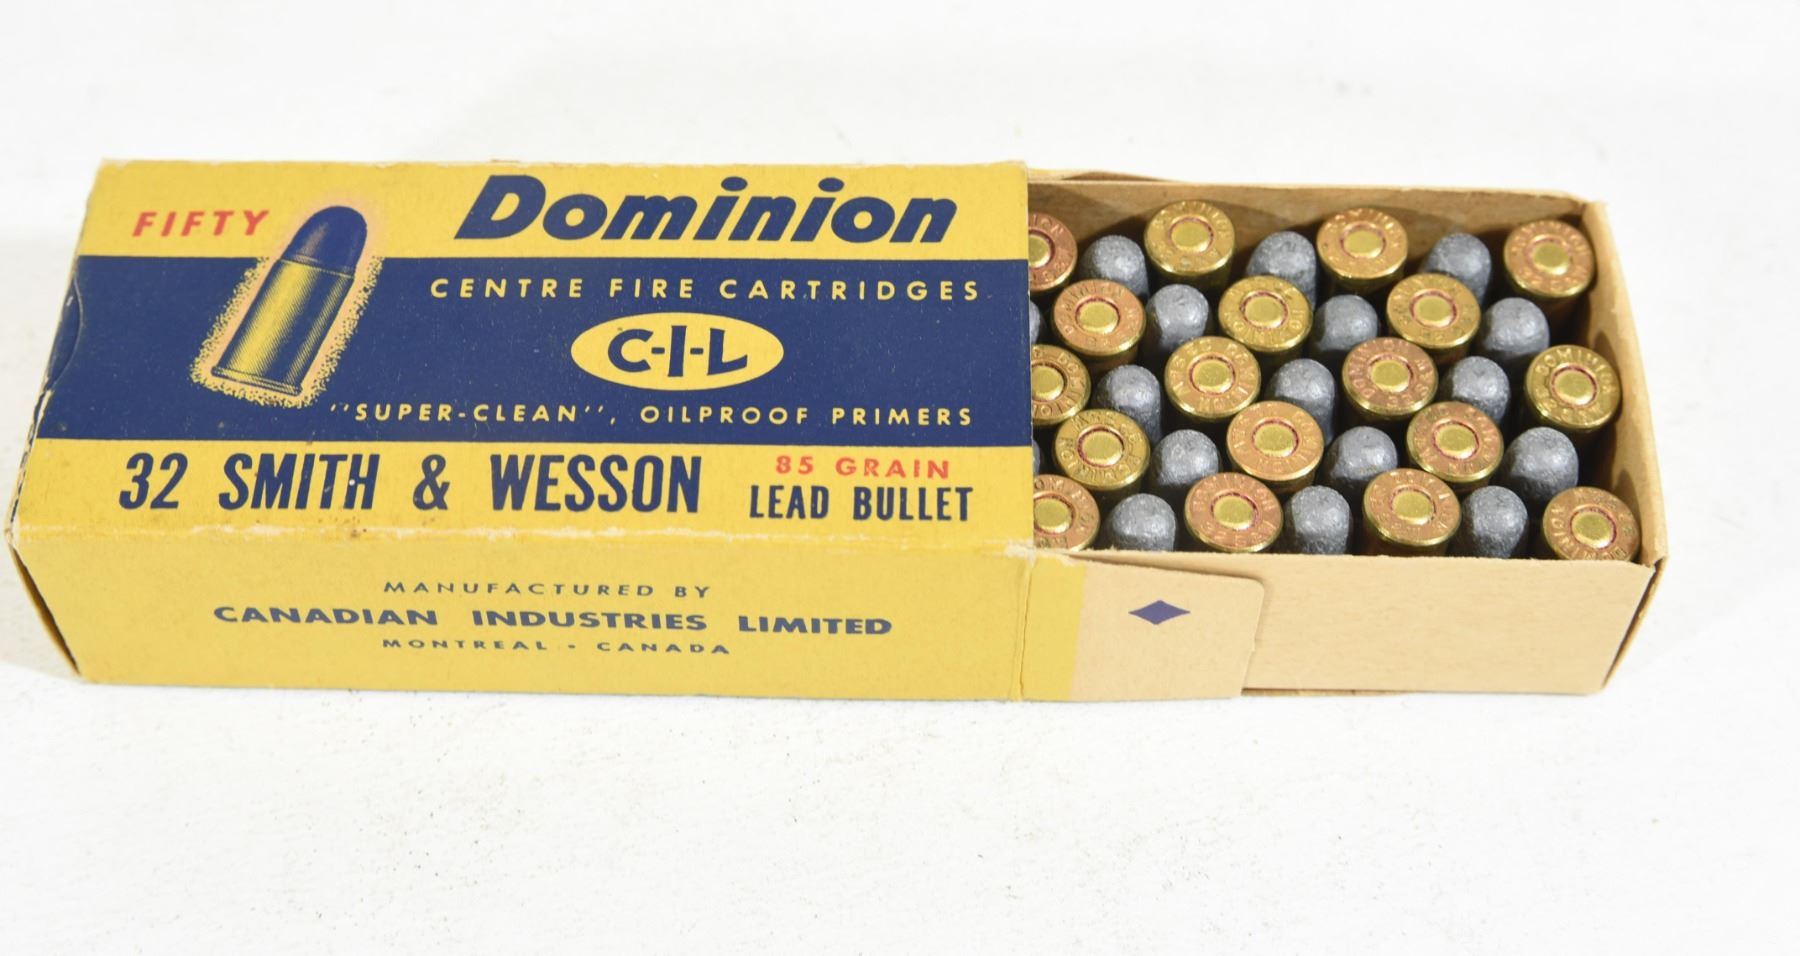 FIFTY
Dominion
CENTRE FIRE CARTRIDGES
C-I-L
"SUPER-CLEAN", OILPROOF PRIMERS
32 SMITH & WESSON
85 GRAIN
LEAD BULLET
MANUFACTURED BY
CANADIAN INDUSTRIES LIMITED
MONTREAL - CANADA